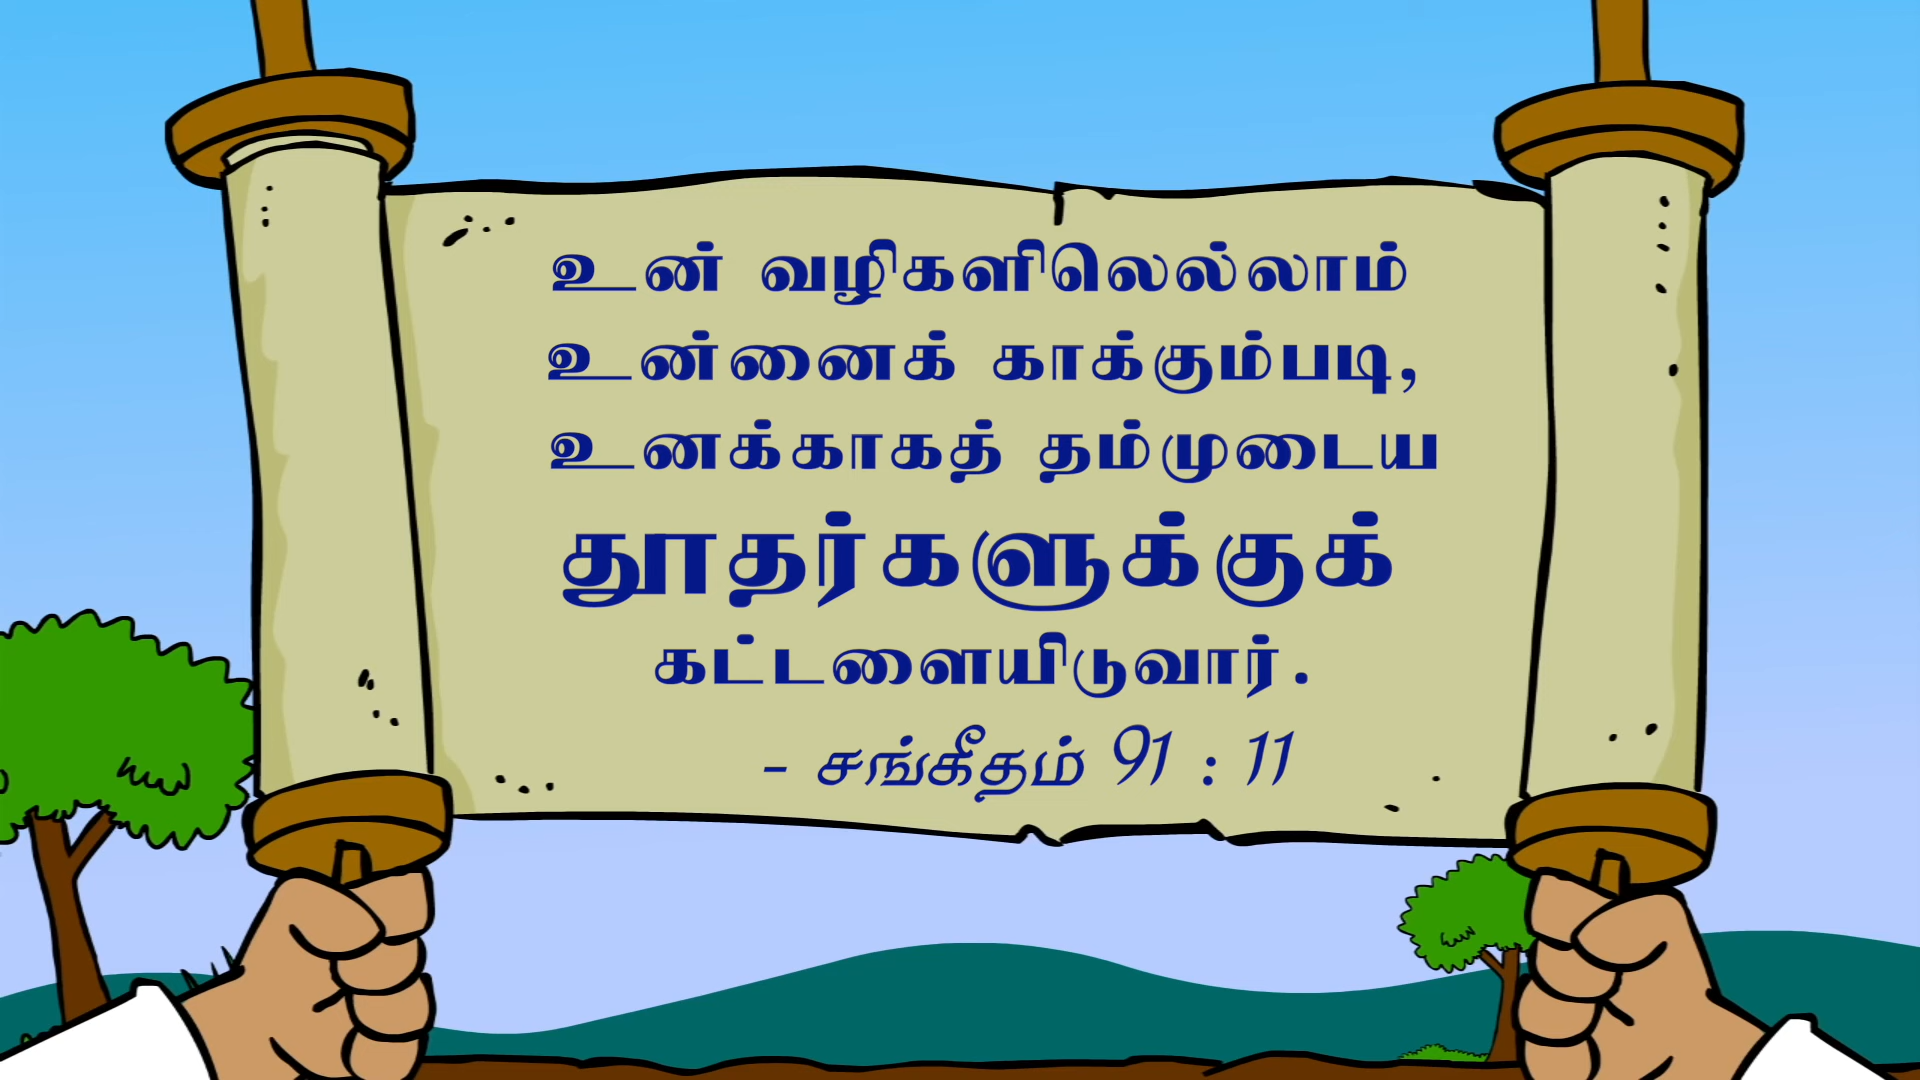 உன் வழிகளிலெல்லாம்
உன்னைக் காக்கும்படி,
உனக்காகத் தம்முடைய
தூதர்களுக்குக்
கட்டளையிடுவார்.
- சங்கீதம் 91 : 11